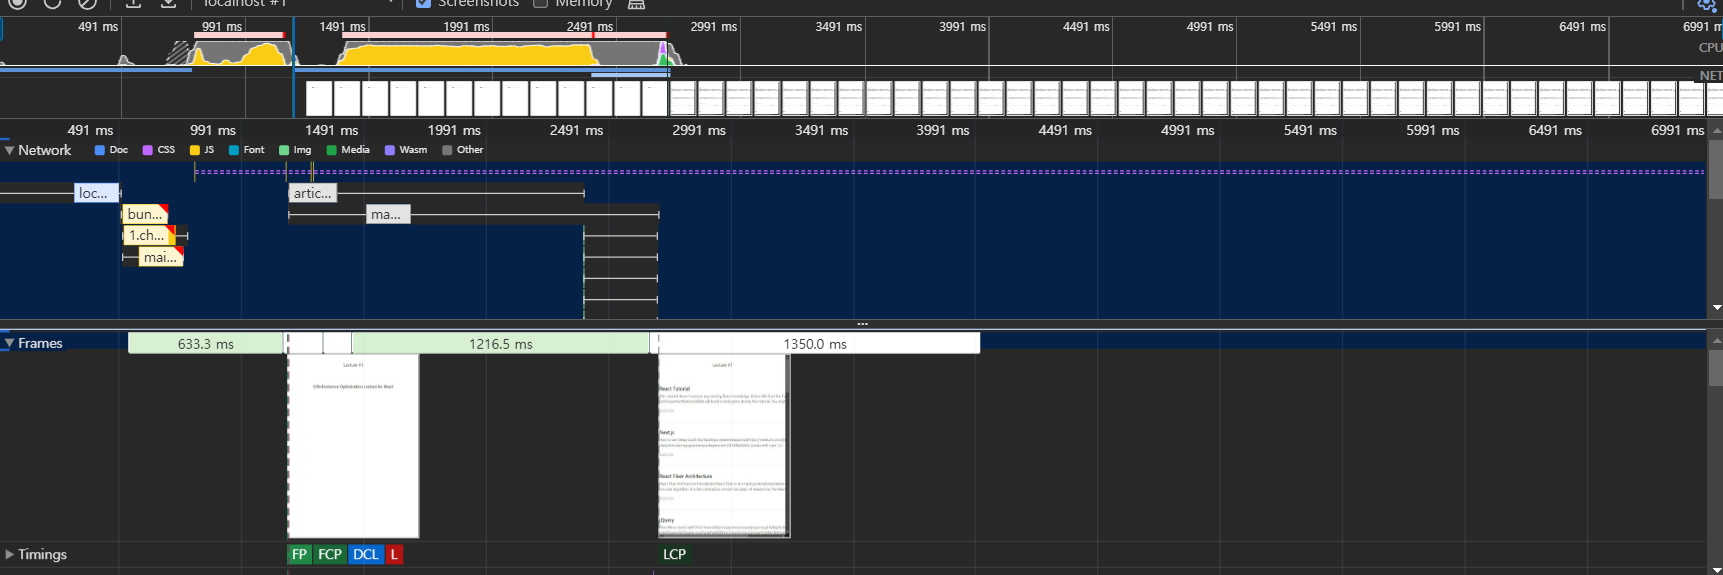 localhost #1 Screenshots Memory
491 ms 991 ms 1491 ms 1991 ms 2491 ms 2991 ms 3491 ms 3991 ms 4491 ms 4991 ms 5491 ms 5991 ms 6491 ms 6991 m
CPU
NET
491 ms 991 ms 1491 ms 1991 ms 2491 ms 2991 ms 3491 ms 3991 ms 4491 ms 4991 ms 5491 ms 5991 ms 6491 ms 6991 ms
Network Doc CSS JS Font Img Media Wasm Other
loc... artic...
bun... ma...
1.ch...
mai...
Frames 633.3 ms 1216.5 ms 1350.0 ms
Lecture #1 Lecture #1
React Tutorial
Next.js
React Fiber Architecture
jQuery
Timings FP FCP DCL L LCP